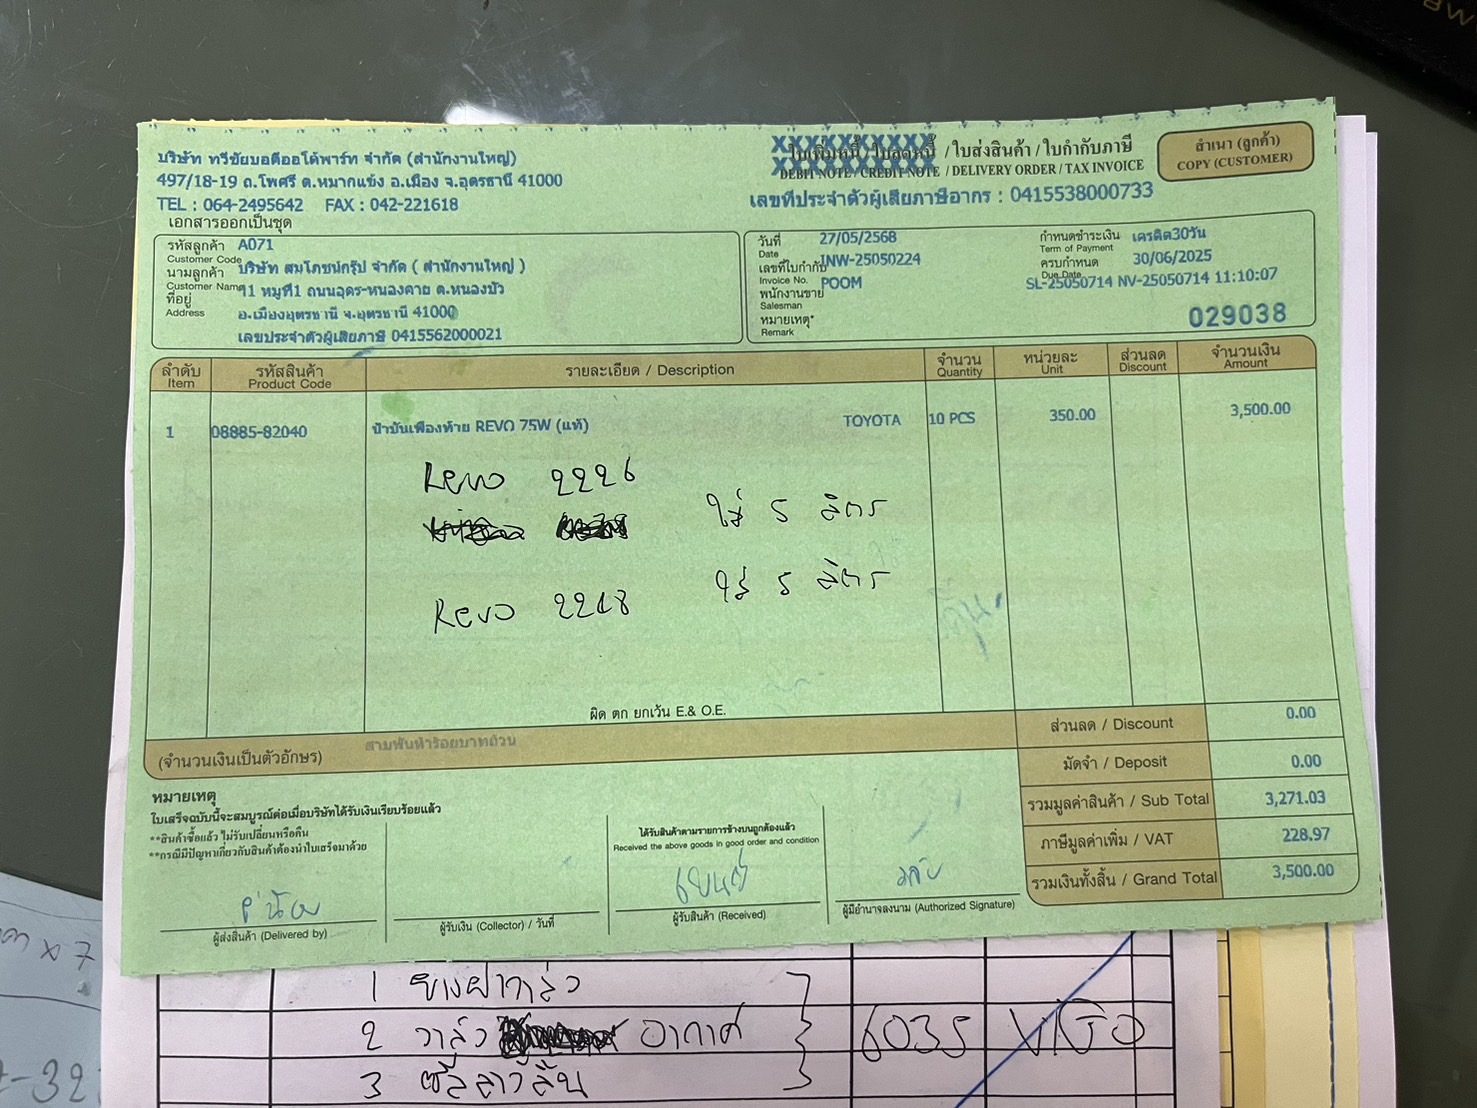 บริษัท ทวีชัยบอดีออโต้พาร์ท จำกัด (สำนักงานใหญ่)
497/18-19 ถ.โพศรี ต.หมากแข้ง อ.เมือง จ.อุดรธานี 41000
TEL : 064-2495642 FAX : 042-221618
เอกสารออกเป็นชุด
ใบเพิ่มหนี้ / ใบลดหนี้ / ใบส่งสินค้า / ใบกำกับภาษี
DEBIT NOTE / CREDIT NOTE / DELIVERY ORDER / TAX INVOICE
เลขที่ประจำตัวผู้เสียภาษีอากร : 0415538000733
สำเนา (ลูกค้า)
COPY (CUSTOMER)
รหัสลูกค้า A071
Customer Code
นามลูกค้า บริษัท สมโภชน์กรุ๊ป จำกัด ( สำนักงานใหญ่ )
Customer Name
ที่อยู่ 11 หมู่ที่1 ถนนอุดร-หนองคาย ต.หนองบัว
Address
อ.เมืองอุดรธานี จ.อุดรธานี 41000
เลขประจำตัวผู้เสียภาษี 0415562000021
วันที่ 27/05/2568
Date
เลขที่ใบกำกับ INW-25050224
Invoice No.
พนักงานขาย POOM
Salesman
หมายเหตุ*
Remark
กำหนดชำระเงิน เครดิต30วัน
Term of Payment
ครบกำหนด 30/06/2025
Due Date
SL-25050714 NV-25050714 11:10:07
029038
ลำดับ รหัสสินค้า รายละเอียด / Description จำนวน หน่วยละ ส่วนลด จำนวนเงิน
Item Product Code Quantity Unit Discount Amount
1 08885-82040 น้ำมันเฟืองท้าย REVO 75W (แท้) TOYOTA 10 PCS 350.00 3,500.00
Revo 2226
ใช้ 5 ลิตร
Revo 2218 ใช้ 5 ลิตร
ผิด ตก ยกเว้น E.& O.E.
(จำนวนเงินเป็นตัวอักษร) สามพันห้าร้อยบาทถ้วน
ส่วนลด / Discount 0.00
มัดจำ / Deposit 0.00
รวมมูลค่าสินค้า / Sub Total 3,271.03
ภาษีมูลค่าเพิ่ม / VAT 228.97
รวมเงินทั้งสิ้น / Grand Total 3,500.00
หมายเหตุ
ใบเสร็จฉบับนี้จะสมบูรณ์ต่อเมื่อบริษัทได้รับเงินเรียบร้อยแล้ว
**สินค้าซื้อแล้ว ไม่รับเปลี่ยนหรือคืน
**กรณีมีปัญหาเกี่ยวกับสินค้าต้องนำใบเสร็จมาด้วย
ได้รับสินค้าตามรายการข้างบนถูกต้องแล้ว
Received the above goods in good order and condition
ผู้ส่งสินค้า (Delivered by)
ผู้รับเงิน (Collector) / วันที่
ผู้รับสินค้า (Received)
ผู้มีอำนาจลงนาม (Authorized Signature)
1
2 วาล์ว อากาศ 6035
3
x 7
-32